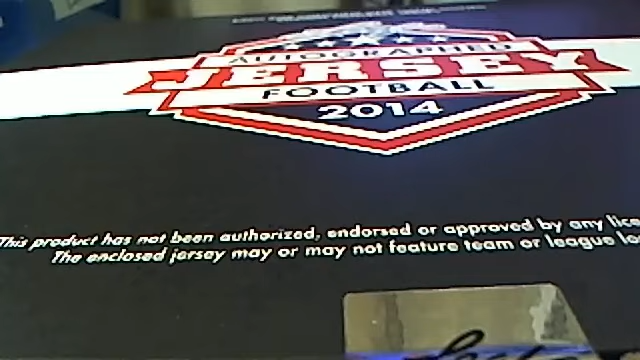 AUTOGRAPHED
JERSEY
FOOTBALL
2014
This product has not been authorized, endorsed or approved by any
The enclosed jersey may or may not feature team or league